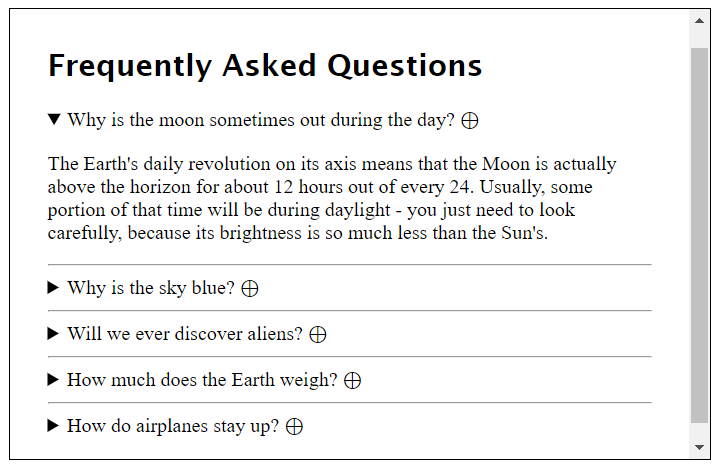 Frequently Asked Questions
▼ Why is the moon sometimes out during the day? ⨁
The Earth's daily revolution on its axis means that the Moon is actually
above the horizon for about 12 hours out of every 24. Usually, some
portion of that time will be during daylight - you just need to look
carefully, because its brightness is so much less than the Sun's.
▶ Why is the sky blue? ⨁
▶ Will we ever discover aliens? ⨁
▶ How much does the Earth weigh? ⨁
▶ How do airplanes stay up? ⨁